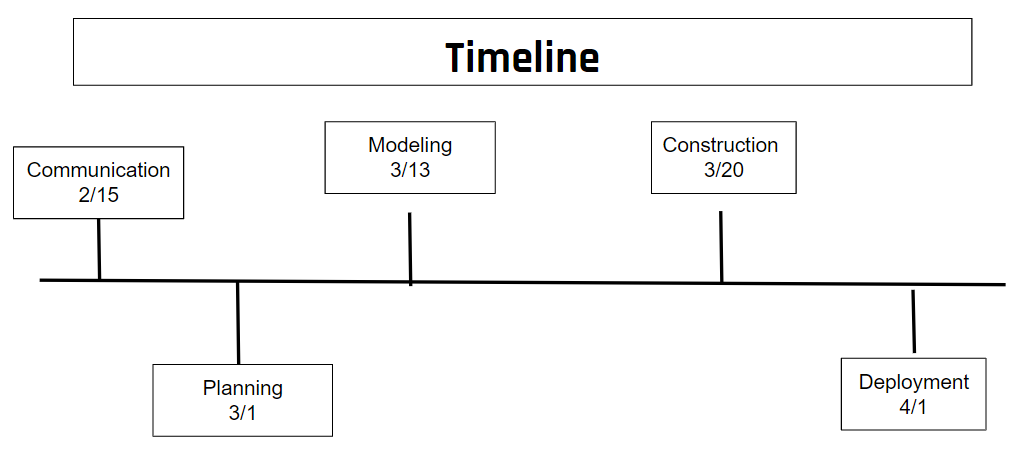 Timeline
Communication
2/15
Planning
3/1
Modeling
3/13
Construction
3/20
Deployment
4/1